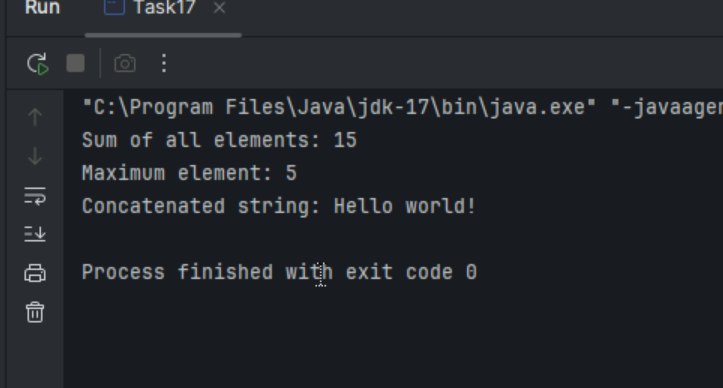 Run Task17
"C:\Program Files\Java\jdk-17\bin\java.exe" "-javaagen
Sum of all elements: 15
Maximum element: 5
Concatenated string: Hello world!
Process finished with exit code 0